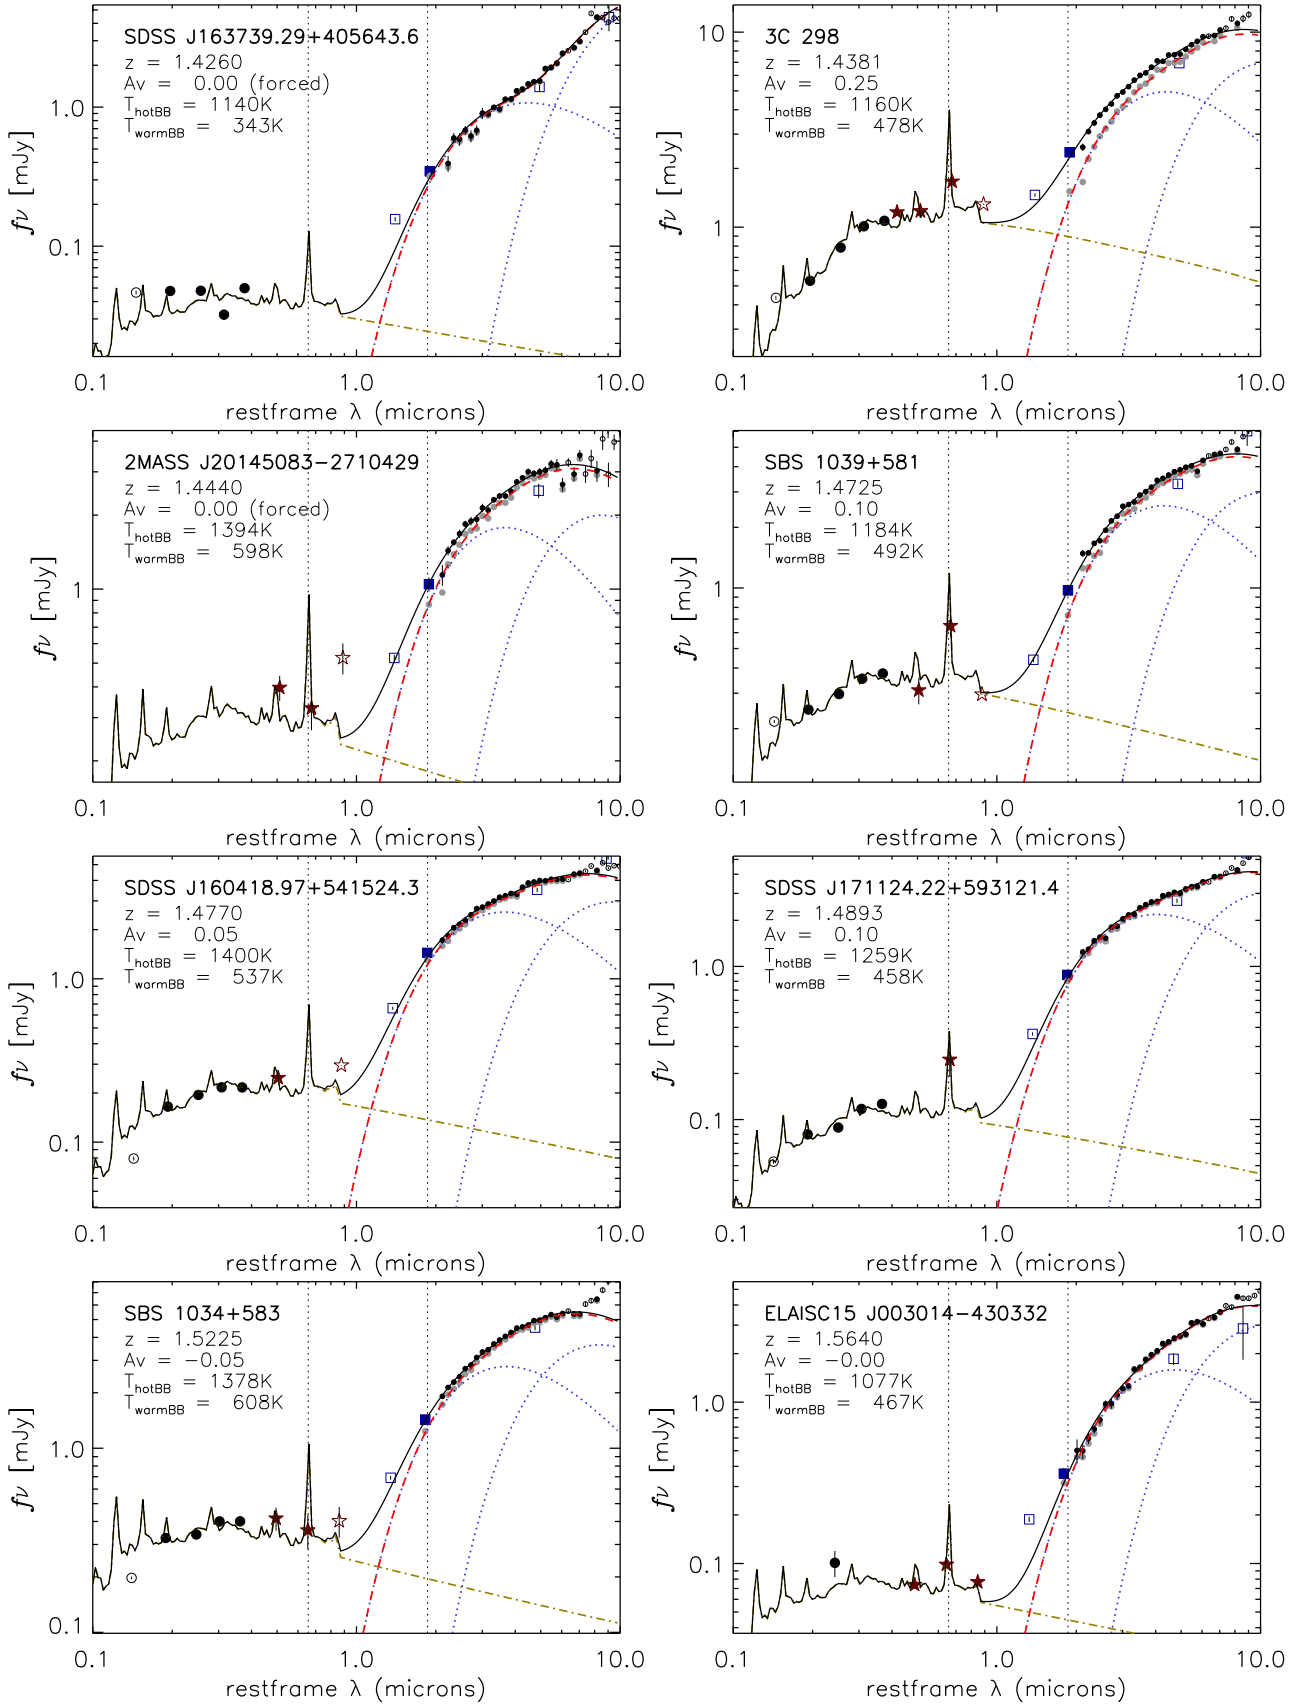 SDSS J163739.29+405643.6
z = 1.4260
Av = 0.00 (forced)
ThotBB = 1140K
TwarmBB = 343K
1.0
0.1
fν [mJy]
0.1 1.0 10.0
restframe λ (microns)
3C 298
z = 1.4381
Av = 0.25
ThotBB = 1160K
TwarmBB = 478K
10
1
fν [mJy]
0.1 1.0 10.0
restframe λ (microns)
2MASS J20145083−2710429
z = 1.4440
Av = 0.00 (forced)
ThotBB = 1394K
TwarmBB = 598K
1
fν [mJy]
0.1 1.0 10.0
restframe λ (microns)
SBS 1039+581
z = 1.4725
Av = 0.10
ThotBB = 1184K
TwarmBB = 492K
1
fν [mJy]
0.1 1.0 10.0
restframe λ (microns)
SDSS J160418.97+541524.3
z = 1.4770
Av = 0.05
ThotBB = 1400K
TwarmBB = 537K
1.0
0.1
fν [mJy]
0.1 1.0 10.0
restframe λ (microns)
SDSS J171124.22+593121.4
z = 1.4893
Av = 0.10
ThotBB = 1259K
TwarmBB = 458K
1.0
0.1
fν [mJy]
0.1 1.0 10.0
restframe λ (microns)
SBS 1034+583
z = 1.5225
Av = −0.05
ThotBB = 1378K
TwarmBB = 608K
1.0
0.1
fν [mJy]
0.1 1.0 10.0
restframe λ (microns)
ELAISC15 J003014−430332
z = 1.5640
Av = −0.00
ThotBB = 1077K
TwarmBB = 467K
1.0
0.1
fν [mJy]
0.1 1.0 10.0
restframe λ (microns)